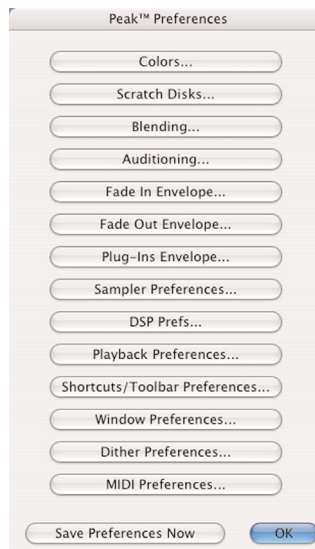 Peak™ Preferences
Colors...
Scratch Disks...
Blending...
Auditioning...
Fade In Envelope...
Fade Out Envelope...
Plug-Ins Envelope...
Sampler Preferences...
DSP Prefs...
Playback Preferences...
Shortcuts/Toolbar Preferences...
Window Preferences...
Dither Preferences...
MIDI Preferences...
Save Preferences Now OK